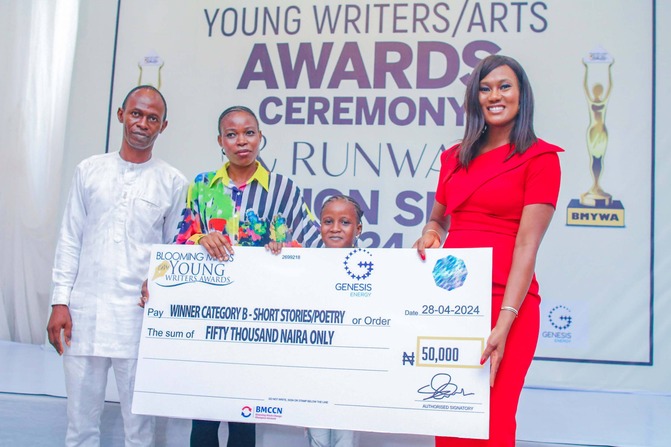 YOUNG WRITERS/ARTS
AWARDS
CEREMONY
& RUNWA
ION S
24
BMYWA
BLOOMING
YOUNG
WRITERS AWARDS
2699219
GENESIS
ENERGY
Date 28-04-2024
Pay WINNER CATEGORY B - SHORT STORIES/POETRY or Order
The sum of FIFTY THOUSAND NAIRA ONLY
₦ 50,000
AUTHORISED SIGNATORY
BMCCN
GENESIS
ENERGY